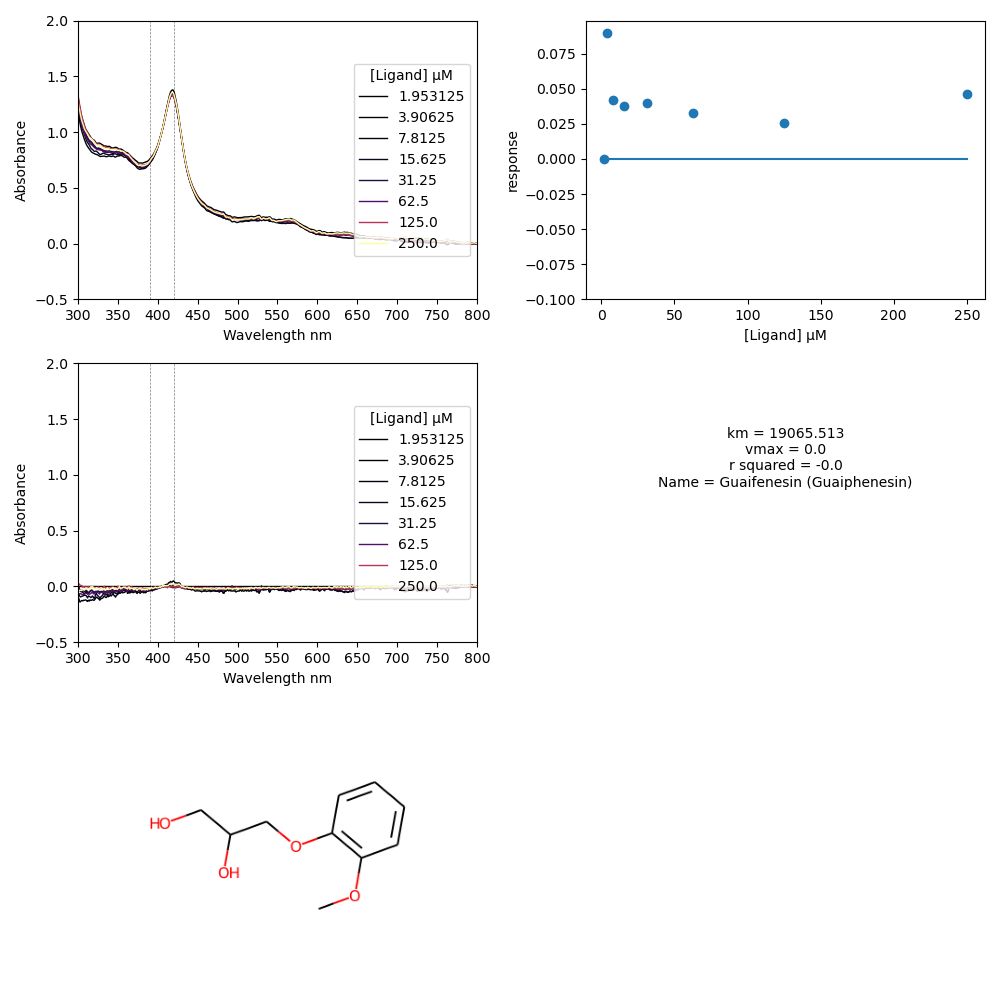 2.0
1.5
1.0
0.5
0.0
−0.5
Absorbance
300 350 400 450 500 550 600 650 700 750 800
Wavelength nm
[Ligand] µM
1.953125
3.90625
7.8125
15.625
31.25
62.5
125.0
250.0
0.075
0.050
0.025
0.000
−0.025
−0.050
−0.075
−0.100
response
0 50 100 150 200 250
[Ligand] µM
2.0
1.5
1.0
0.5
0.0
−0.5
Absorbance
300 350 400 450 500 550 600 650 700 750 800
Wavelength nm
[Ligand] µM
1.953125
3.90625
7.8125
15.625
31.25
62.5
125.0
250.0
km = 19065.513
vmax = 0.0
r squared = -0.0
Name = Guaifenesin (Guaiphenesin)
HO
OH
O
O